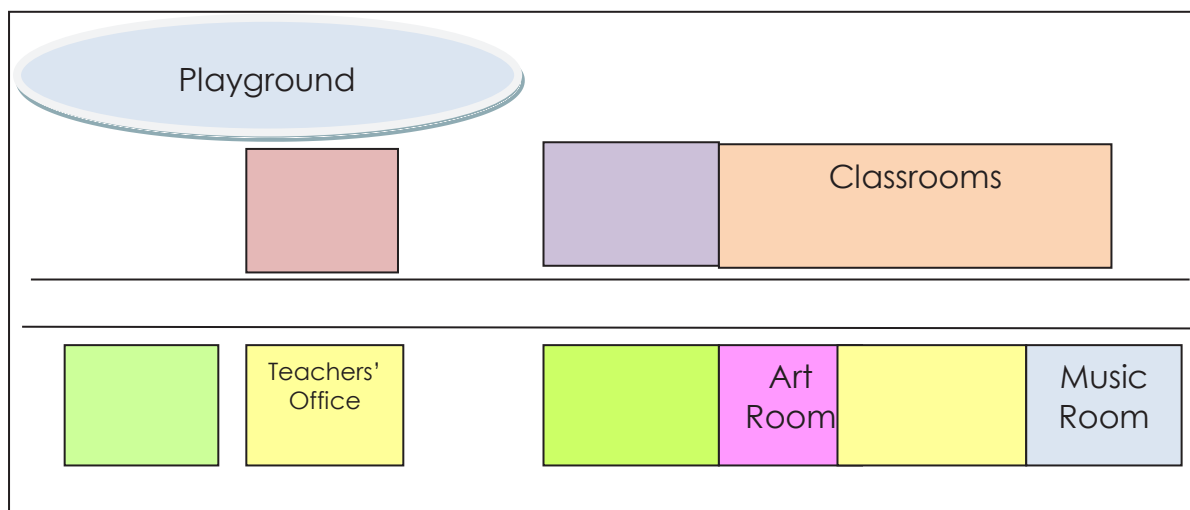 Playground
Classrooms
Teachers’
Office
Art
Room
Music
Room